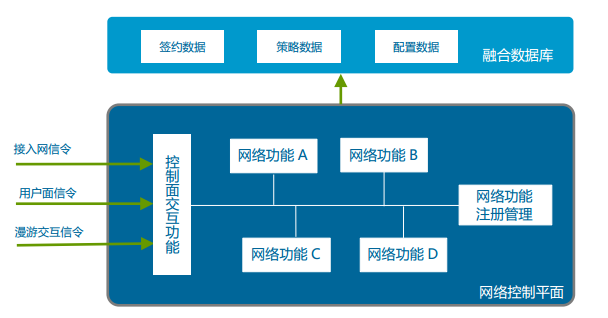 签约数据
策略数据
配置数据
融合数据库
接入网信令
用户面信令
漫游交互信令
控制面交互功能
网络功能 A
网络功能 B
网络功能 C
网络功能 D
网络功能
注册管理
网络控制平面